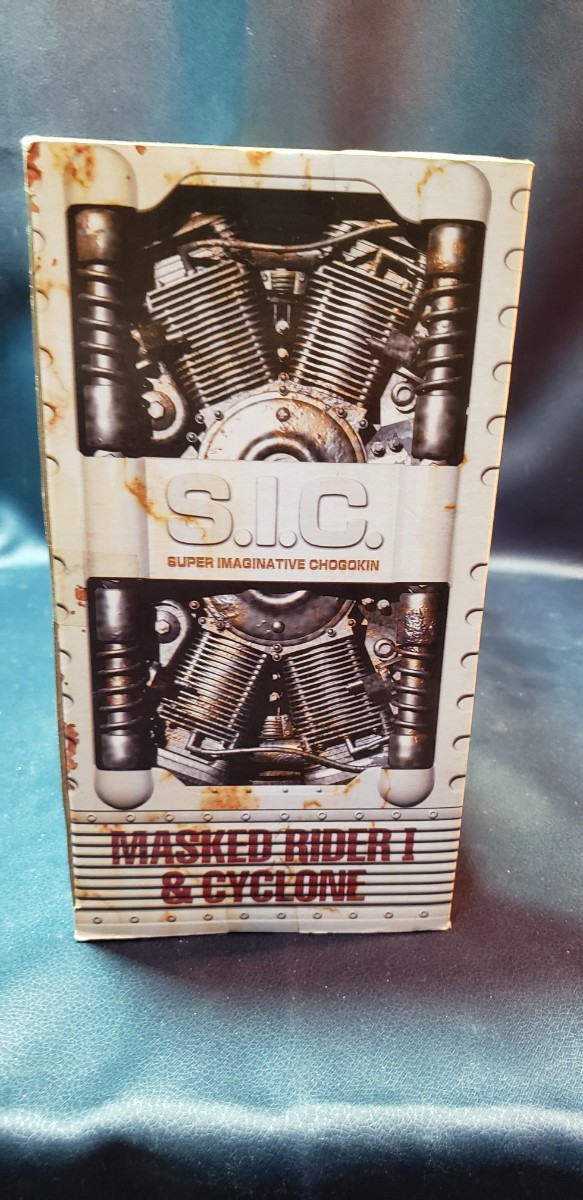 S.I.C.
SUPER IMAGINATIVE CHOGOKIN
MASKED RIDER I
& CYCLONE